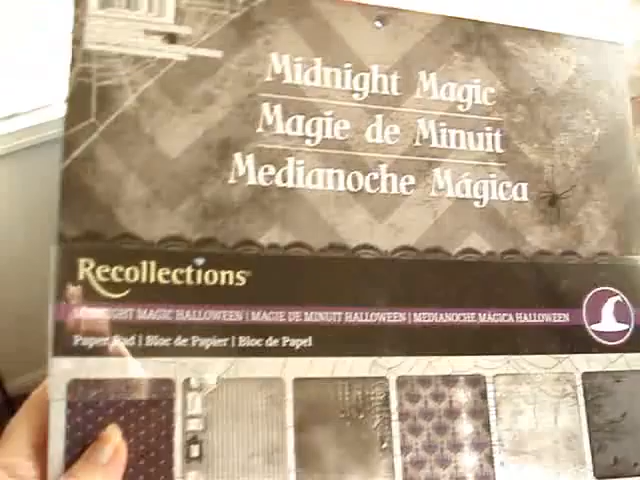 Midnight Magic
Magie de Minuit
Medianoche Mágica
Recollections
MIDNIGHT MAGIC HALLOWEEN | MAGIE DE MINUIT HALLOWEEN | MEDIANOCHE MÁGICA HALLOWEEN
Paper Pad | Bloc de Papier | Bloc de Papel